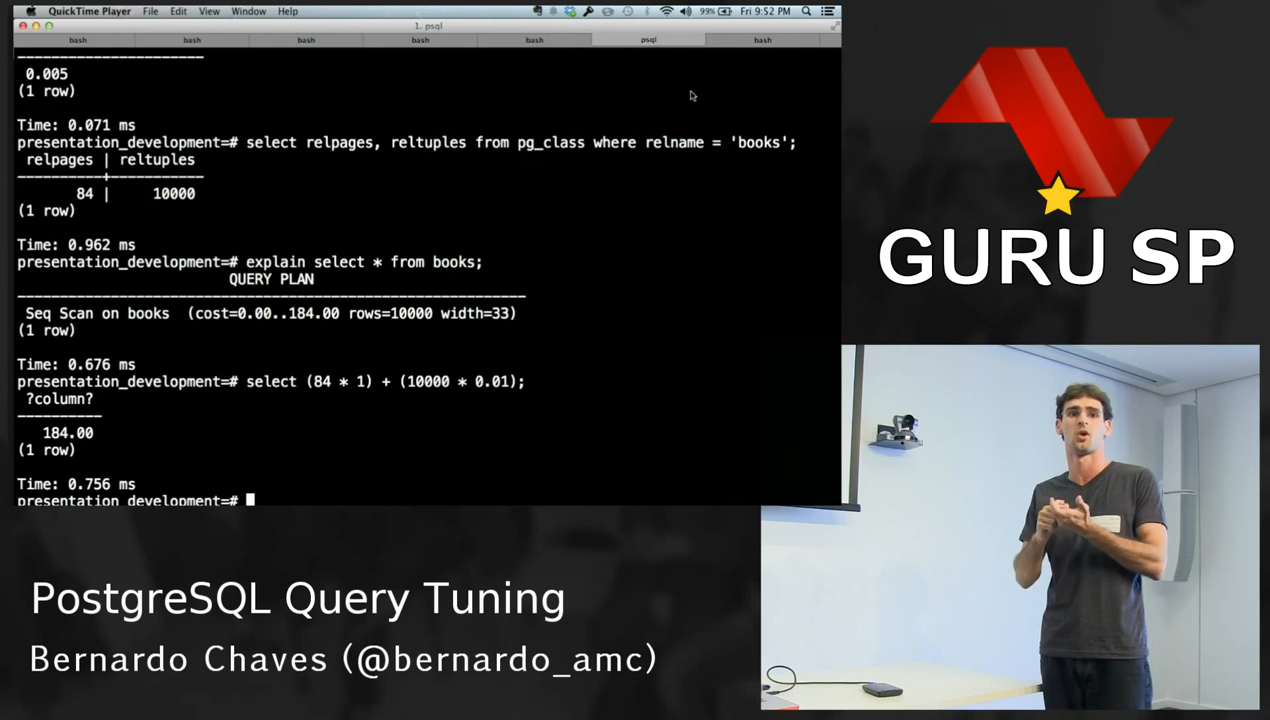 QuickTime Player File Edit View Window Help 99% Fri 9:52 PM
1. psql
bash bash bash bash bash psql bash
0.005
(1 row)
Time: 0.071 ms
presentation_development=# select relpages, reltuples from pg_class where relname = 'books';
relpages | reltuples
----------+-----------
84 | 10000
(1 row)
Time: 0.962 ms
presentation_development=# explain select * from books;
QUERY PLAN
Seq Scan on books (cost=0.00..184.00 rows=10000 width=33)
(1 row)
Time: 0.676 ms
presentation_development=# select (84 * 1) + (10000 * 0.01);
?column?
184.00
(1 row)
Time: 0.756 ms
presentation_development=#
GURU SP
PostgreSQL Query Tuning
Bernardo Chaves (@bernardo_amc)